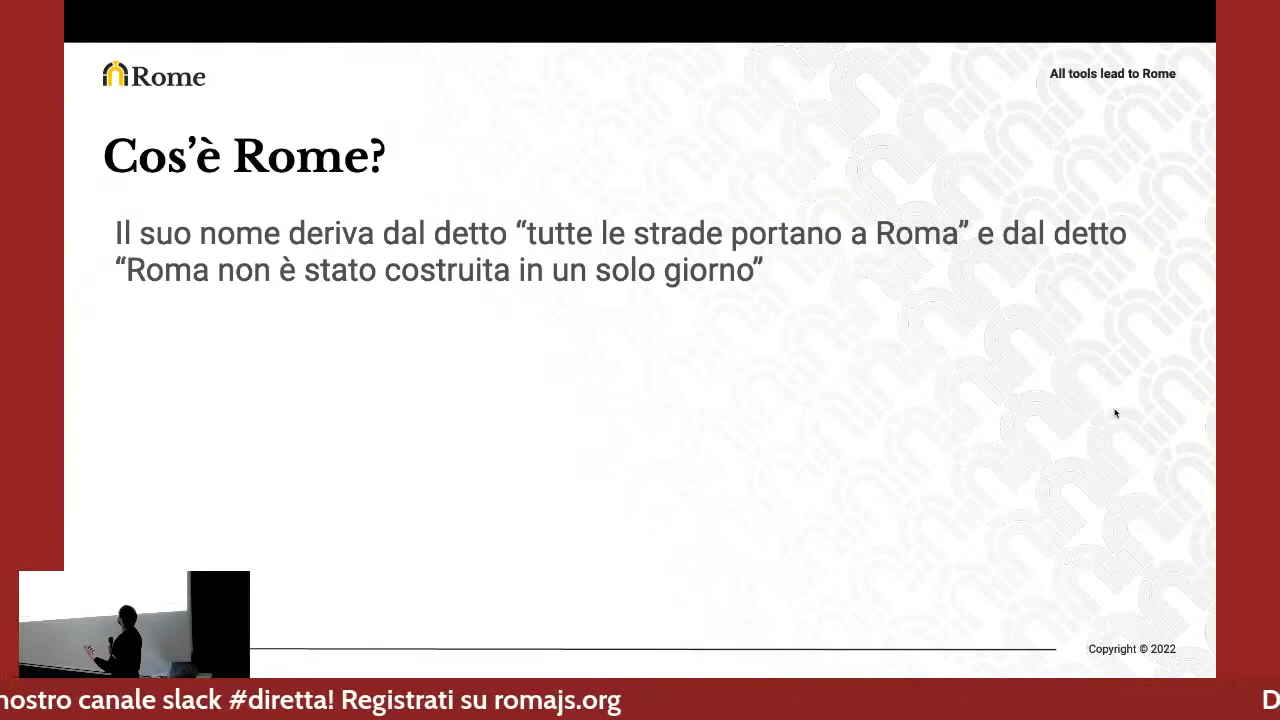 Rome
All tools lead to Rome
Cos’è Rome?
Il suo nome deriva dal detto “tutte le strade portano a Roma” e dal detto
“Roma non è stato costruita in un solo giorno”
Copyright © 2022
nostro canale slack #diretta! Registrati su romajs.org
D